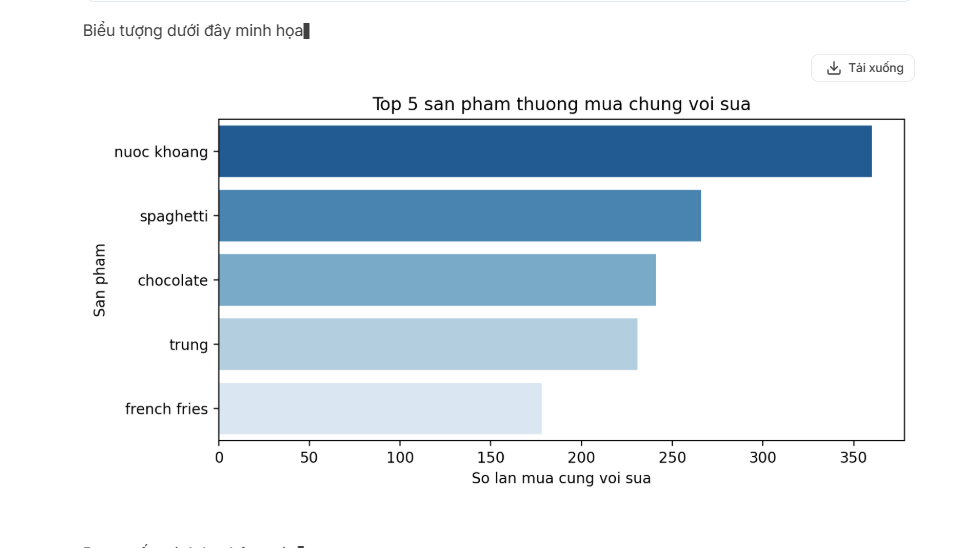 Biểu tượng dưới đây minh họa
Tải xuống
Top 5 san pham thuong mua chung voi sua
nuoc khoang
spaghetti
chocolate
trung
french fries
San pham
0 50 100 150 200 250 300 350
So lan mua cung voi sua